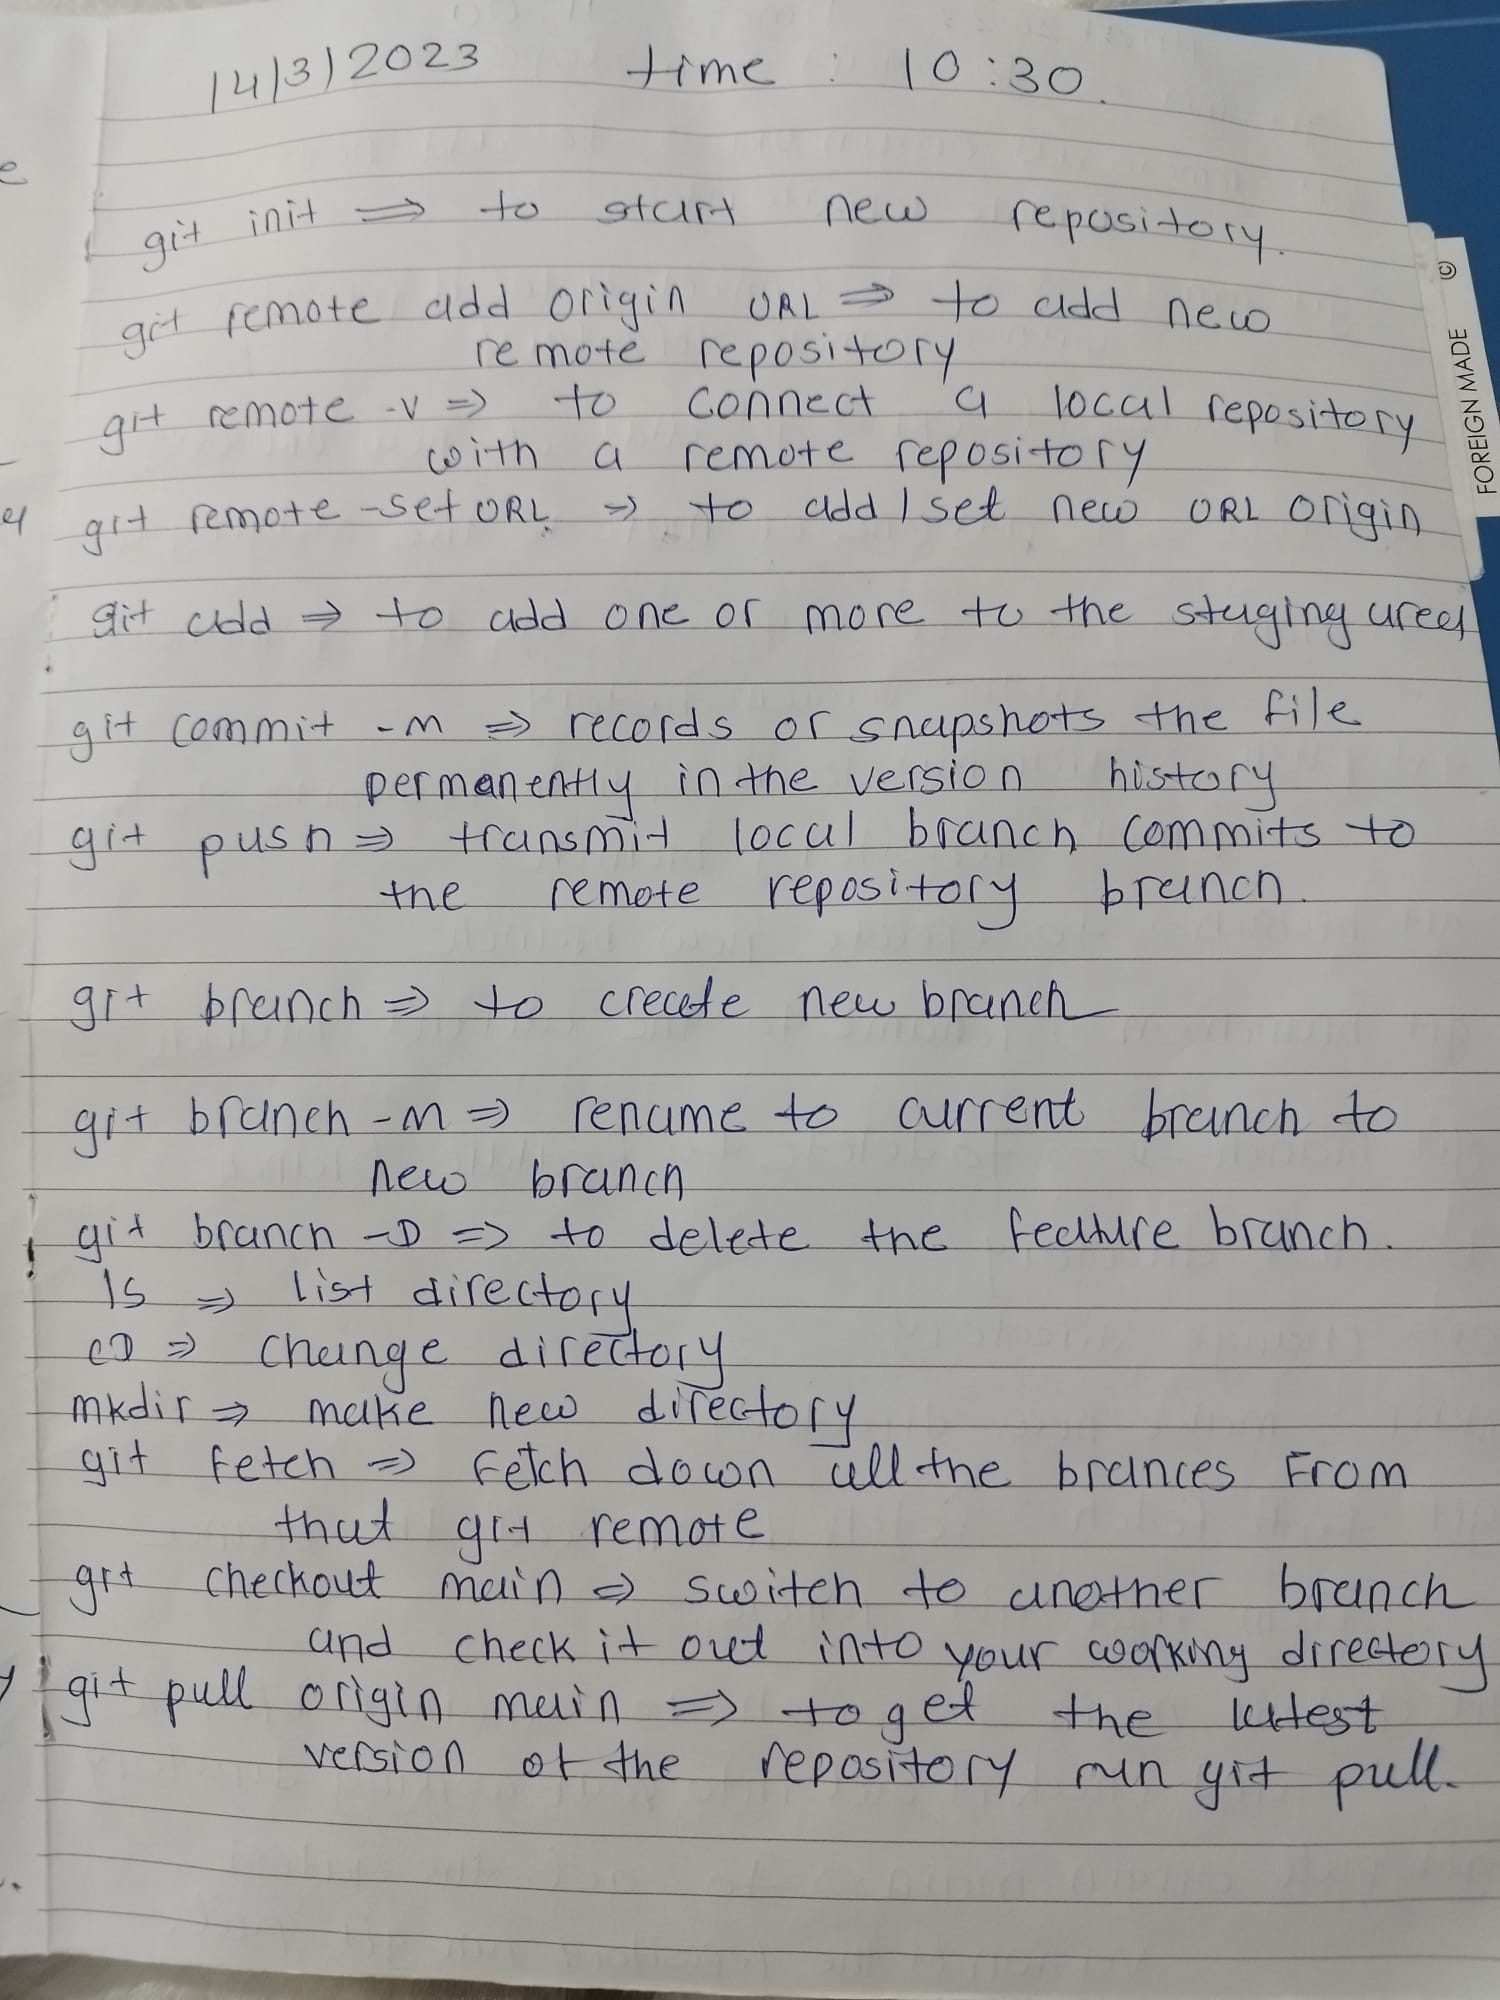 14/3/2023 time : 10:30.
git init => to start new repository.
git remote add origin URL => to add new
remote repository
git remote -v => to connect a local repository
with a remote repository
git remote -set URL => to add / set new URL origin
git add => to add one or more to the staging area
git commit -m => records or snapshots the file
permanently in the version history
git push => transmit local branch commits to
the remote repository branch.
git branch => to create new branch
git branch -m => rename to current branch to
new branch
git branch -D => to delete the feature branch.
ls => list directory
CD => change directory
mkdir => make new directory
git fetch => Fetch down all the brances From
that git remote
git checkout main => switch to another branch
and check it out into your working directory
git pull origin main => to get the latest
version of the repository run git pull.
FOREIGN MADE ©